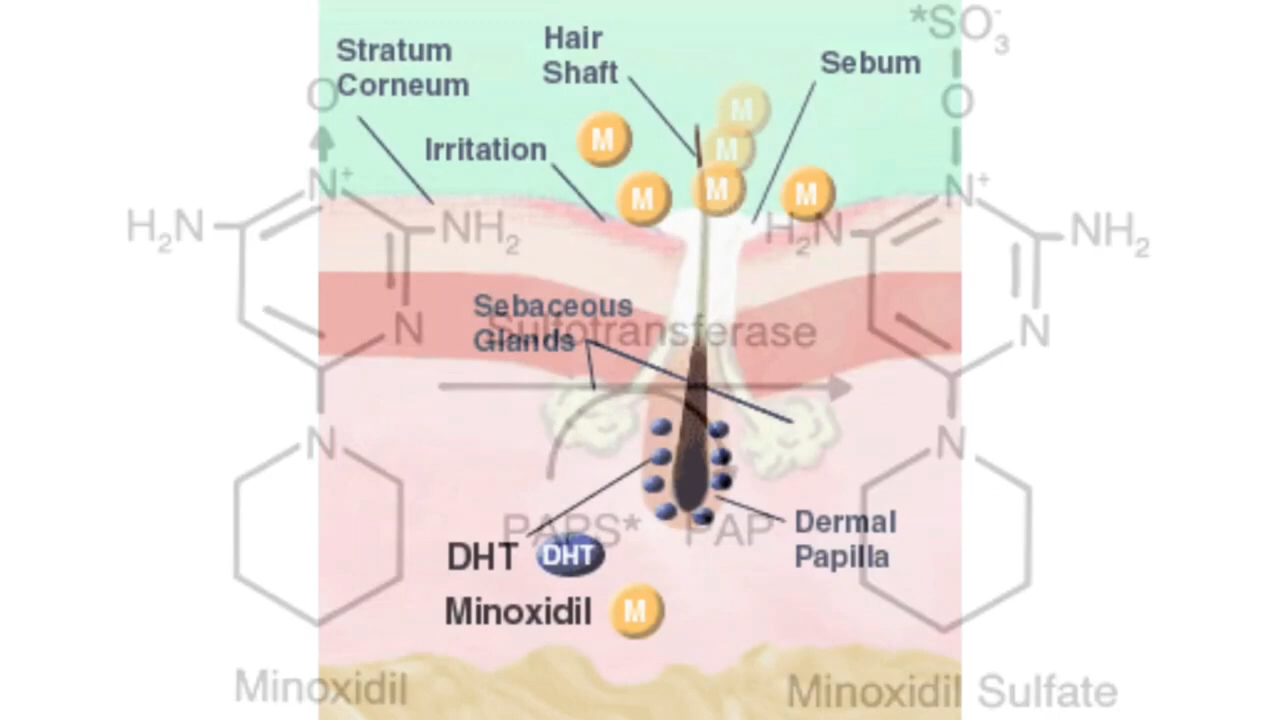 Stratum
Corneum
Hair
Shaft
Sebum
*SO3-
O
O
M
M
M
M
M
M
Irritation
N+
N+
H2N
NH2
H2N
NH2
N
N
Sebaceous
Glands
Sulfotransferase
N
N
PAPS*
PAP
Dermal
Papilla
DHT
DHT
Minoxidil
M
Minoxidil
Minoxidil Sulfate